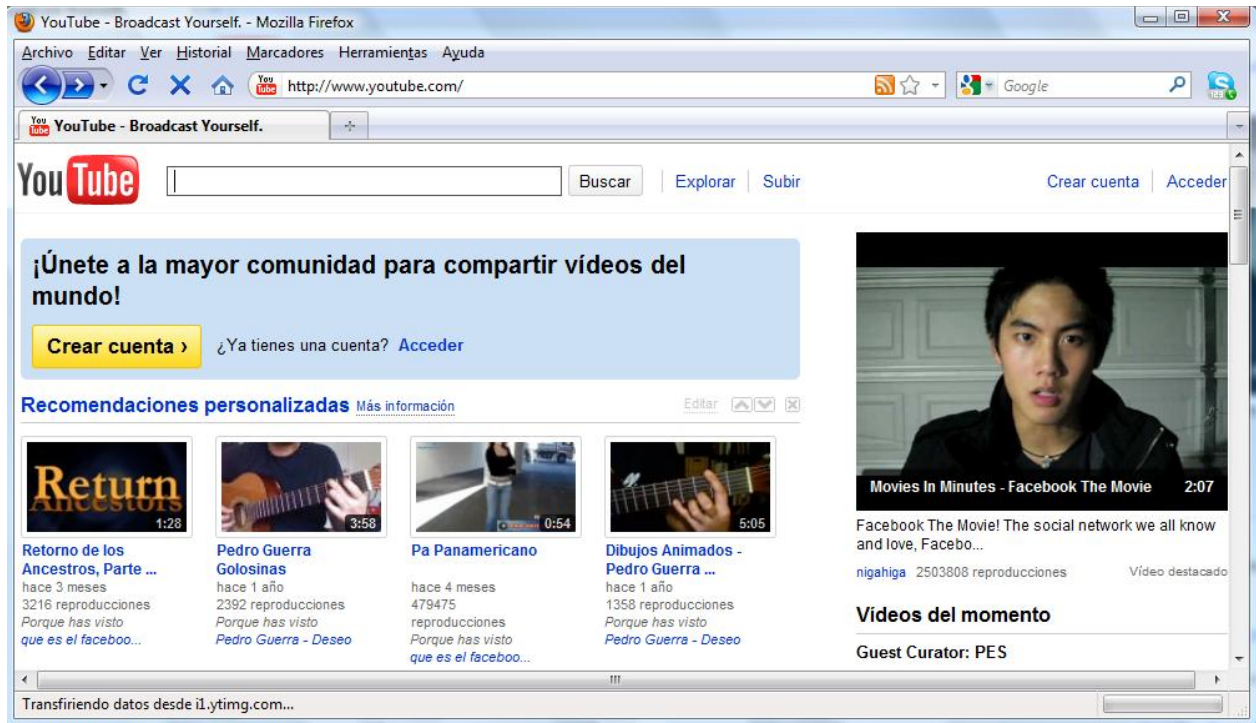 YouTube - Broadcast Yourself. - Mozilla Firefox
Archivo Editar Ver Historial Marcadores Herramientas Ayuda
You Tube http://www.youtube.com/ Google
You Tube YouTube - Broadcast Yourself.
You Tube Buscar Explorar Subir Crear cuenta Acceder
¡Únete a la mayor comunidad para compartir vídeos del
mundo!
Crear cuenta › ¿Ya tienes una cuenta? Acceder
Recomendaciones personalizadas Más información Editar
Return
Ancestors
1:28
Retorno de los
Ancestros, Parte ...
hace 3 meses
3216 reproducciones
Porque has visto
que es el faceboo...
3:58
Pedro Guerra
Golosinas
hace 1 año
2392 reproducciones
Porque has visto
Pedro Guerra - Deseo
0:54
Pa Panamericano
hace 4 meses
479475
reproducciones
Porque has visto
que es el faceboo...
5:05
Dibujos Animados -
Pedro Guerra ...
hace 1 año
1358 reproducciones
Porque has visto
Pedro Guerra - Deseo
Movies In Minutes - Facebook The Movie 2:07
Facebook The Movie! The social network we all know
and love, Facebo...
nigahiga 2503808 reproducciones Vídeo destacado
Vídeos del momento
Guest Curator: PES
Transfiriendo datos desde i1.ytimg.com...